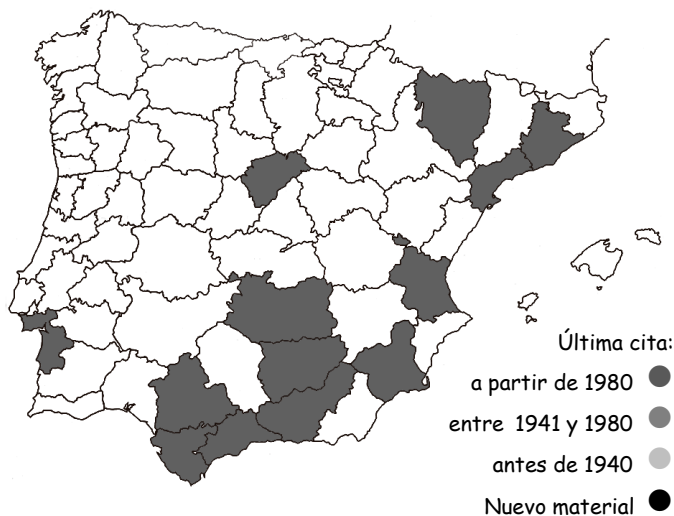 Última cita:
a partir de 1980
entre 1941 y 1980
antes de 1940
Nuevo material